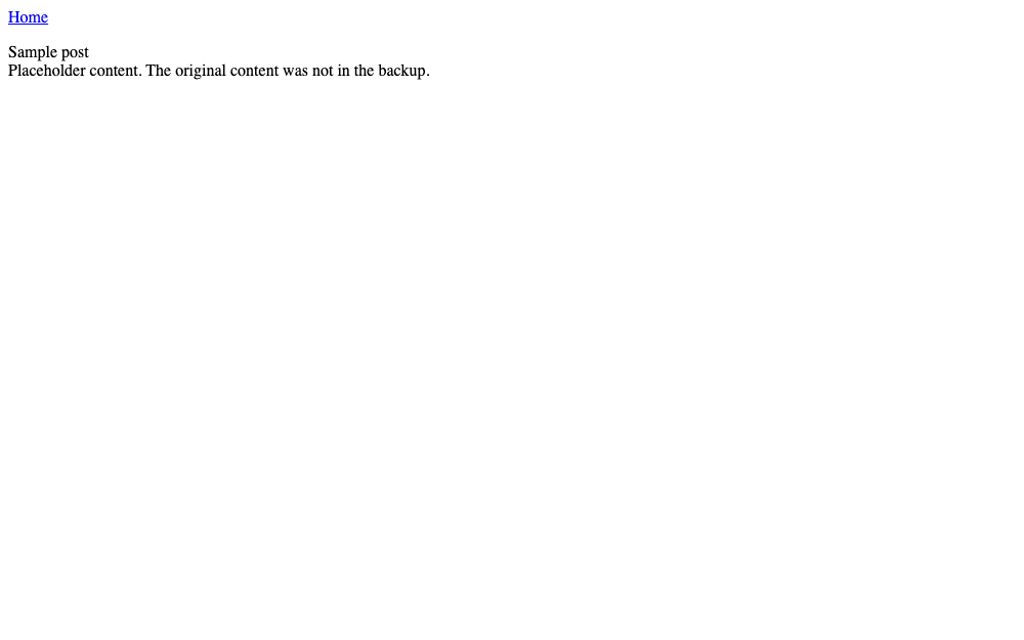 Home
Sample post
Placeholder content. The original content was not in the backup.